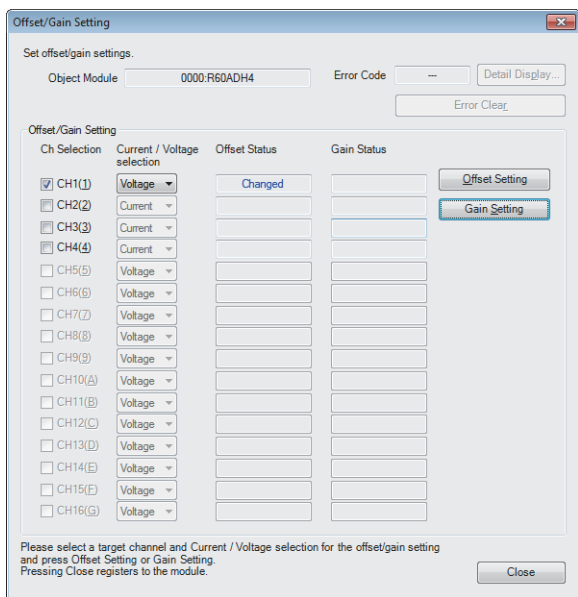 Offset/Gain Setting
Set offset/gain settings.
Object Module 0000:R60ADH4 Error Code --- Detail Display...
Error Clear
Offset/Gain Setting
Ch Selection Current / Voltage selection Offset Status Gain Status
CH1(1) Voltage Changed Offset Setting
CH2(2) Current Gain Setting
CH3(3) Current
CH4(4) Current
CH5(5) Voltage
CH6(6) Voltage
CH7(7) Voltage
CH8(8) Voltage
CH9(9) Voltage
CH10(A) Voltage
CH11(B) Voltage
CH12(C) Voltage
CH13(D) Voltage
CH14(E) Voltage
CH15(F) Voltage
CH16(G) Voltage
Please select a target channel and Current / Voltage selection for the offset/gain setting
and press Offset Setting or Gain Setting.
Pressing Close registers to the module.
Close